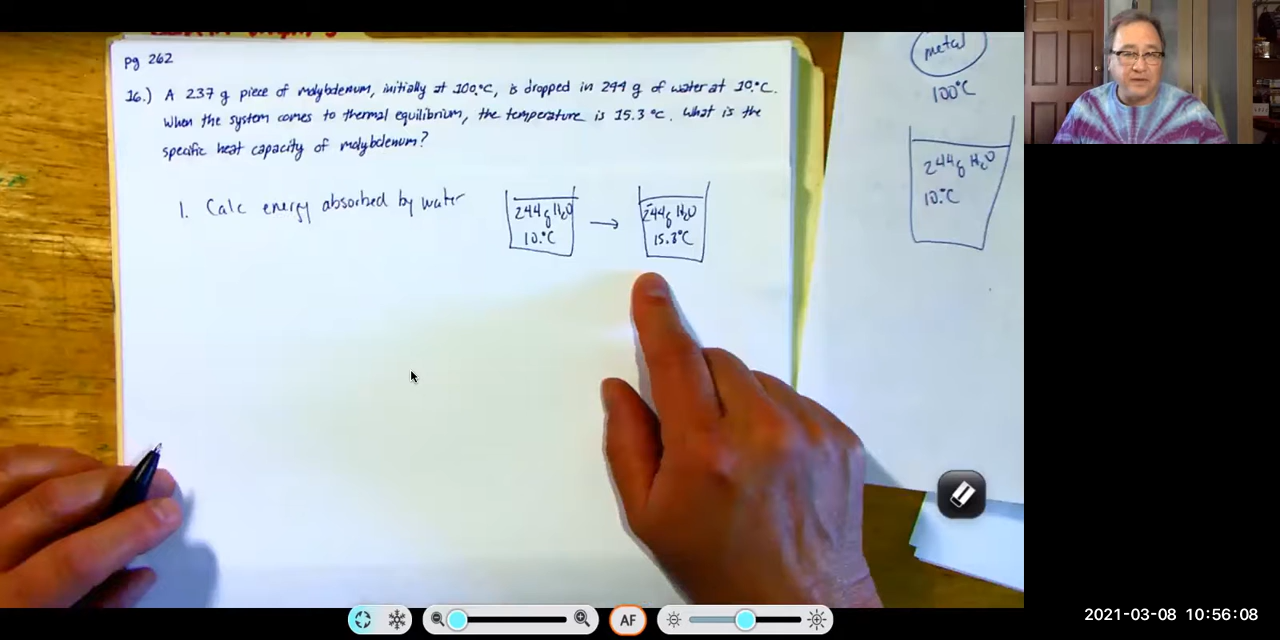 pg 262
16.) A 237 g piece of molybdenum, initially at 100.°C, is dropped in 244 g of water at 10.°C.
When the system comes to thermal equilibrium, the temperature is 15.3 °C. What is the
specific heat capacity of molybdenum?
1. Calc energy absorbed by water
244g H₂O
10.°C
→
244g H₂O
15.3°C
metal
100°C
244g H₂O
10.°C
AF
2021-03-08 10:56:08